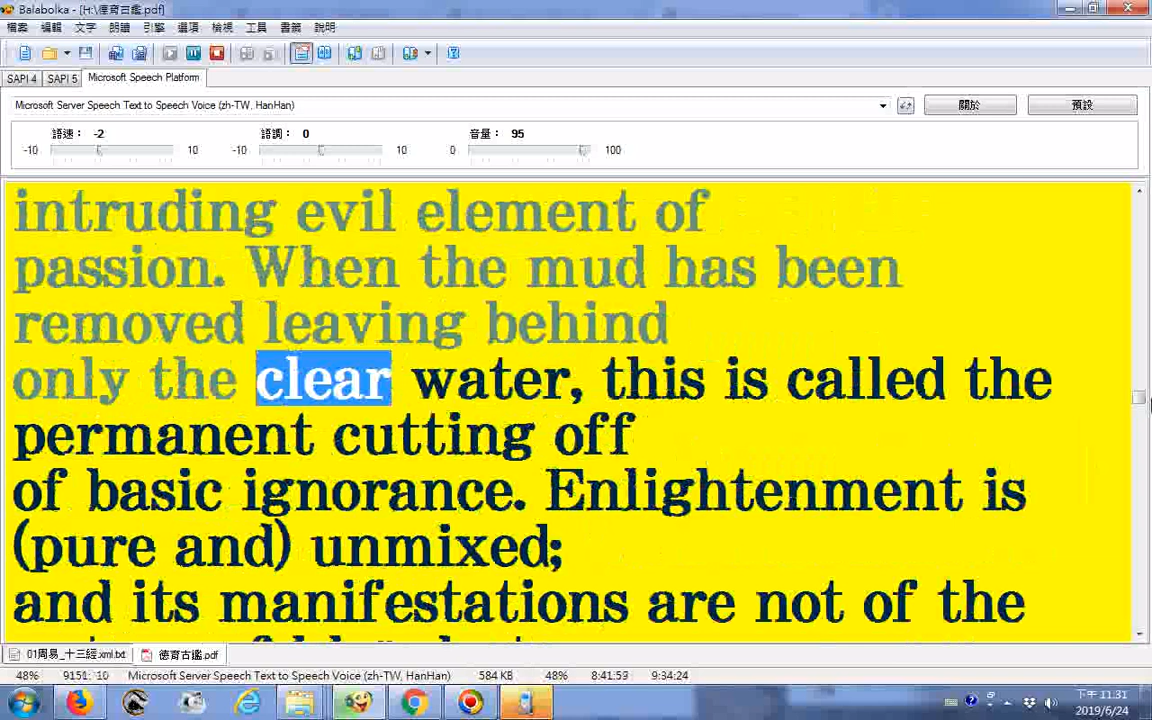 Balabolka - [H:\德育古鑑.pdf]
檔案 編輯 文字 朗讀 引擎 選項 檢視 工具 書籤 說明
SAPI 4 SAPI 5 Microsoft Speech Platform
Microsoft Server Speech Text to Speech Voice (zh-TW, HanHan) 關於 預設
語速： -2 語調： 0 音量： 95
-10 10 -10 10 0 100
intruding evil element of
passion. When the mud has been
removed leaving behind
only the clear water, this is called the
permanent cutting off
of basic ignorance. Enlightenment is
(pure and) unmixed;
and its manifestations are not of the
01周易_十三經.xml.txt 德育古鑑.pdf
48% 9151: 10 Microsoft Server Speech Text to Speech Voice (zh-TW, HanHan) 584 KB 48% 8:41:59 9:34:24
下午 11:31
2019/6/24